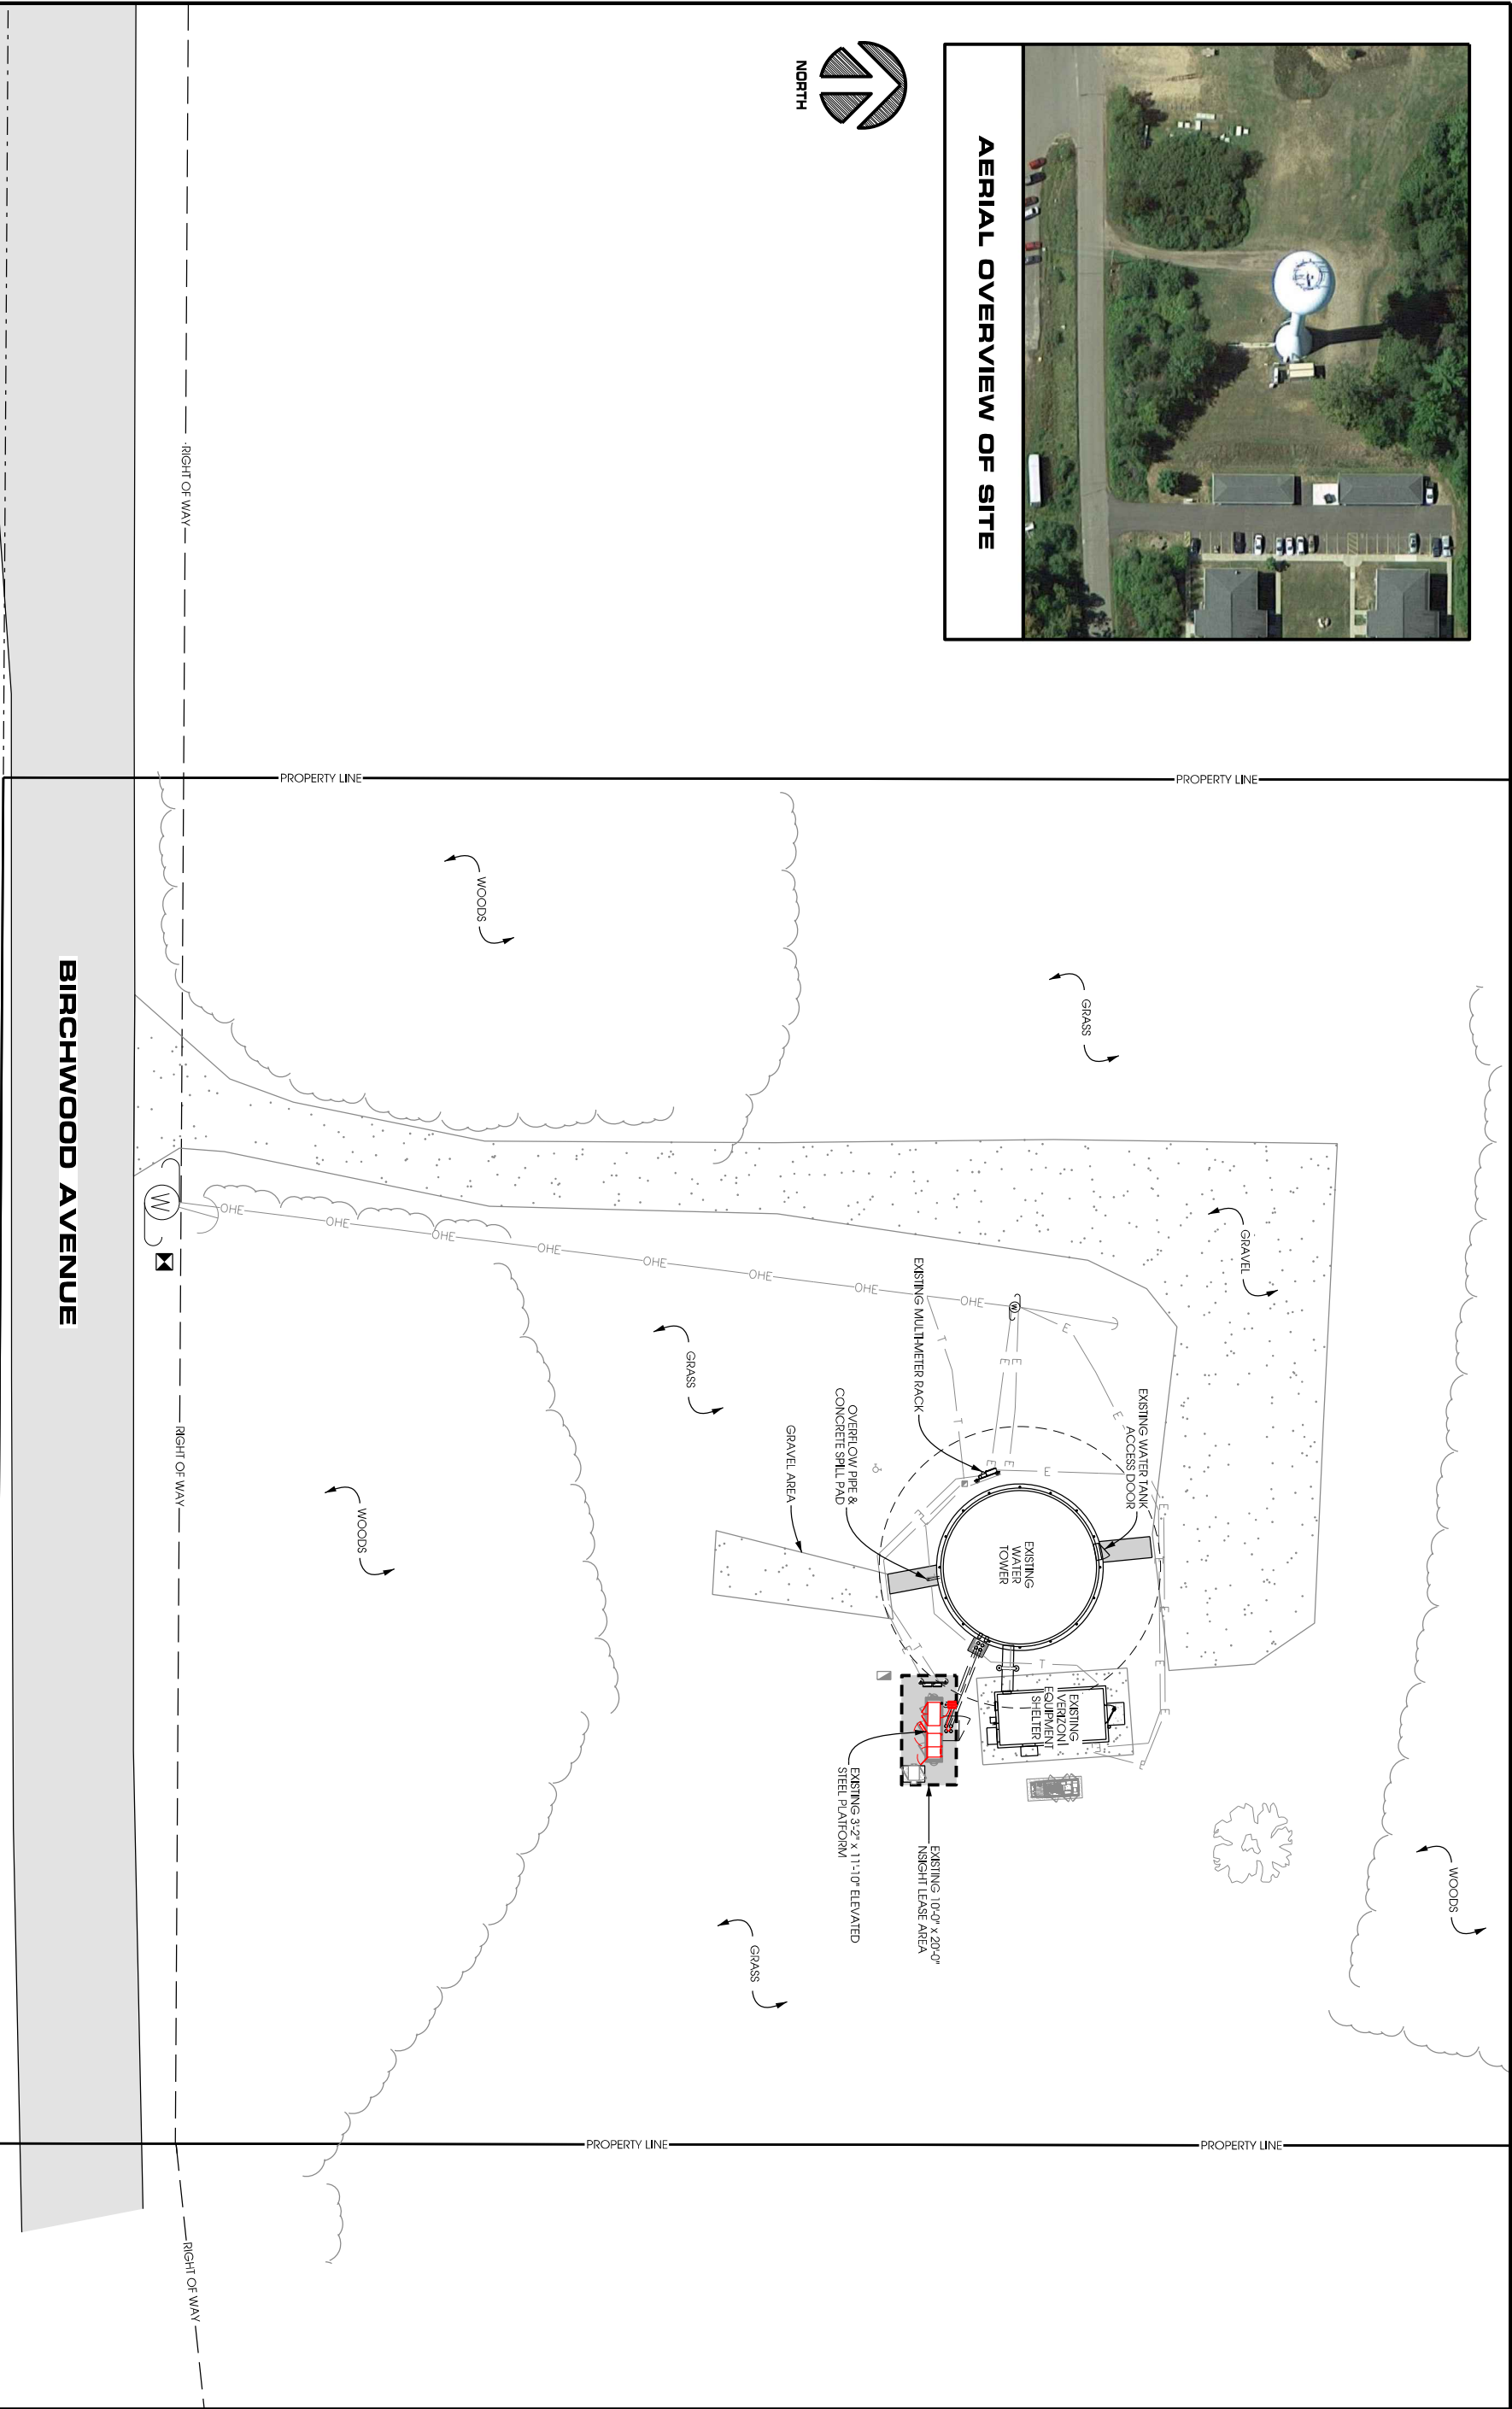 AERIAL OVERVIEW OF SITE
NORTH
PROPERTY LINE
PROPERTY LINE
WOODS
GRASS
GRAVEL
WOODS
EXISTING WATER TANK
ACCESS DOOR
EXISTING MULTI-METER RACK
OVERFLOW PIPE &
CONCRETE SPILL PAD
GRAVEL AREA
GRASS
WOODS
EXISTING
WATER
TOWER
EXISTING
VERIZON
EQUIPMENT
SHELTER
EXISTING 10'-0" x 20'-0"
NSIGHT LEASE AREA
EXISTING 3'-2" x 11'-10" ELEVATED
STEEL PLATFORM
GRASS
PROPERTY LINE
PROPERTY LINE
OHE
OHE
OHE
OHE
OHE
OHE
OHE
OHE
W
W
E
E
E
E
E
E
E
E
E
E
E
E
T
T
T
T
RIGHT OF WAY
RIGHT OF WAY
RIGHT OF WAY
BIRCHWOOD AVENUE